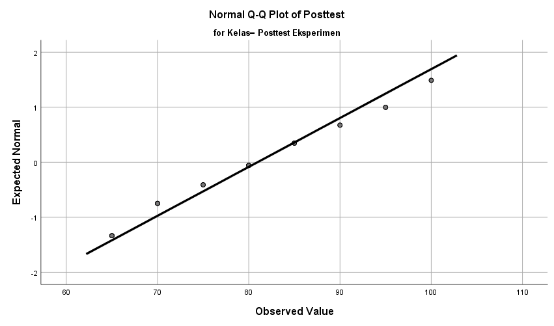 Normal Q-Q Plot of Posttest
for Kelas= Posttest Eksperimen
Expected Normal
2
1
0
-1
-2
60 70 80 90 100 110
Observed Value